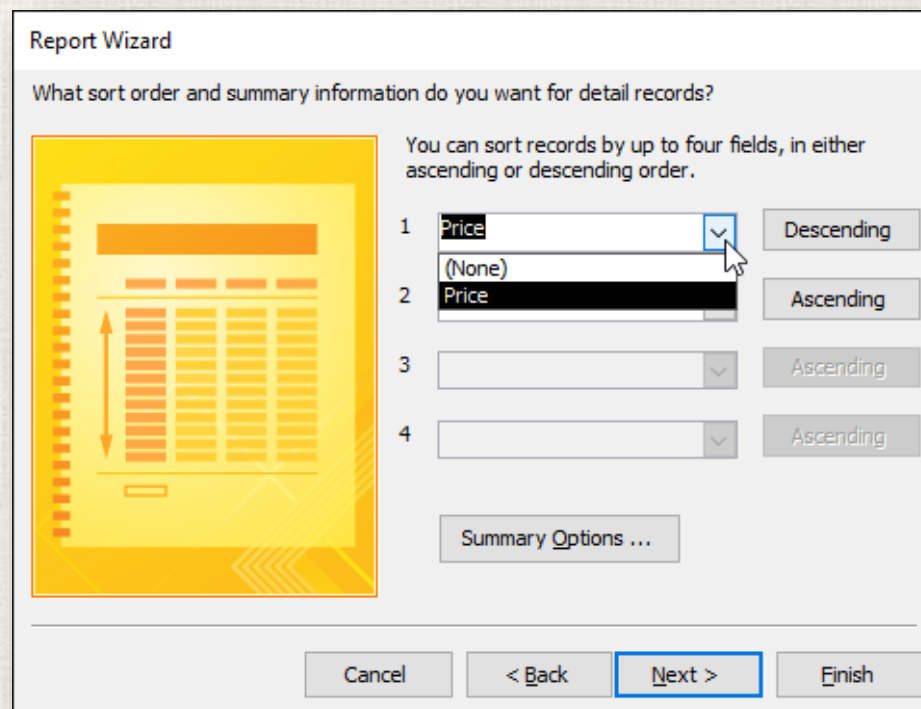 Report Wizard
What sort order and summary information do you want for detail records?
You can sort records by up to four fields, in either
ascending or descending order.
1 Price Descending
(None)
2 Price Ascending
3 Ascending
4 Ascending
Summary Options ...
Cancel < Back Next > Finish